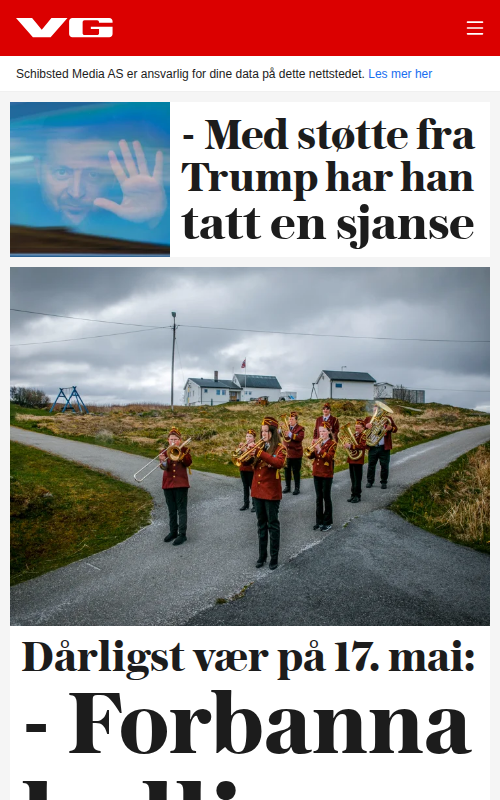 VG
Schibsted Media AS er ansvarlig for dine data på dette nettstedet. Les mer her
- Med støtte fra
Trump har han
tatt en sjanse
Dårligst vær på 17. mai:
- Forbanna